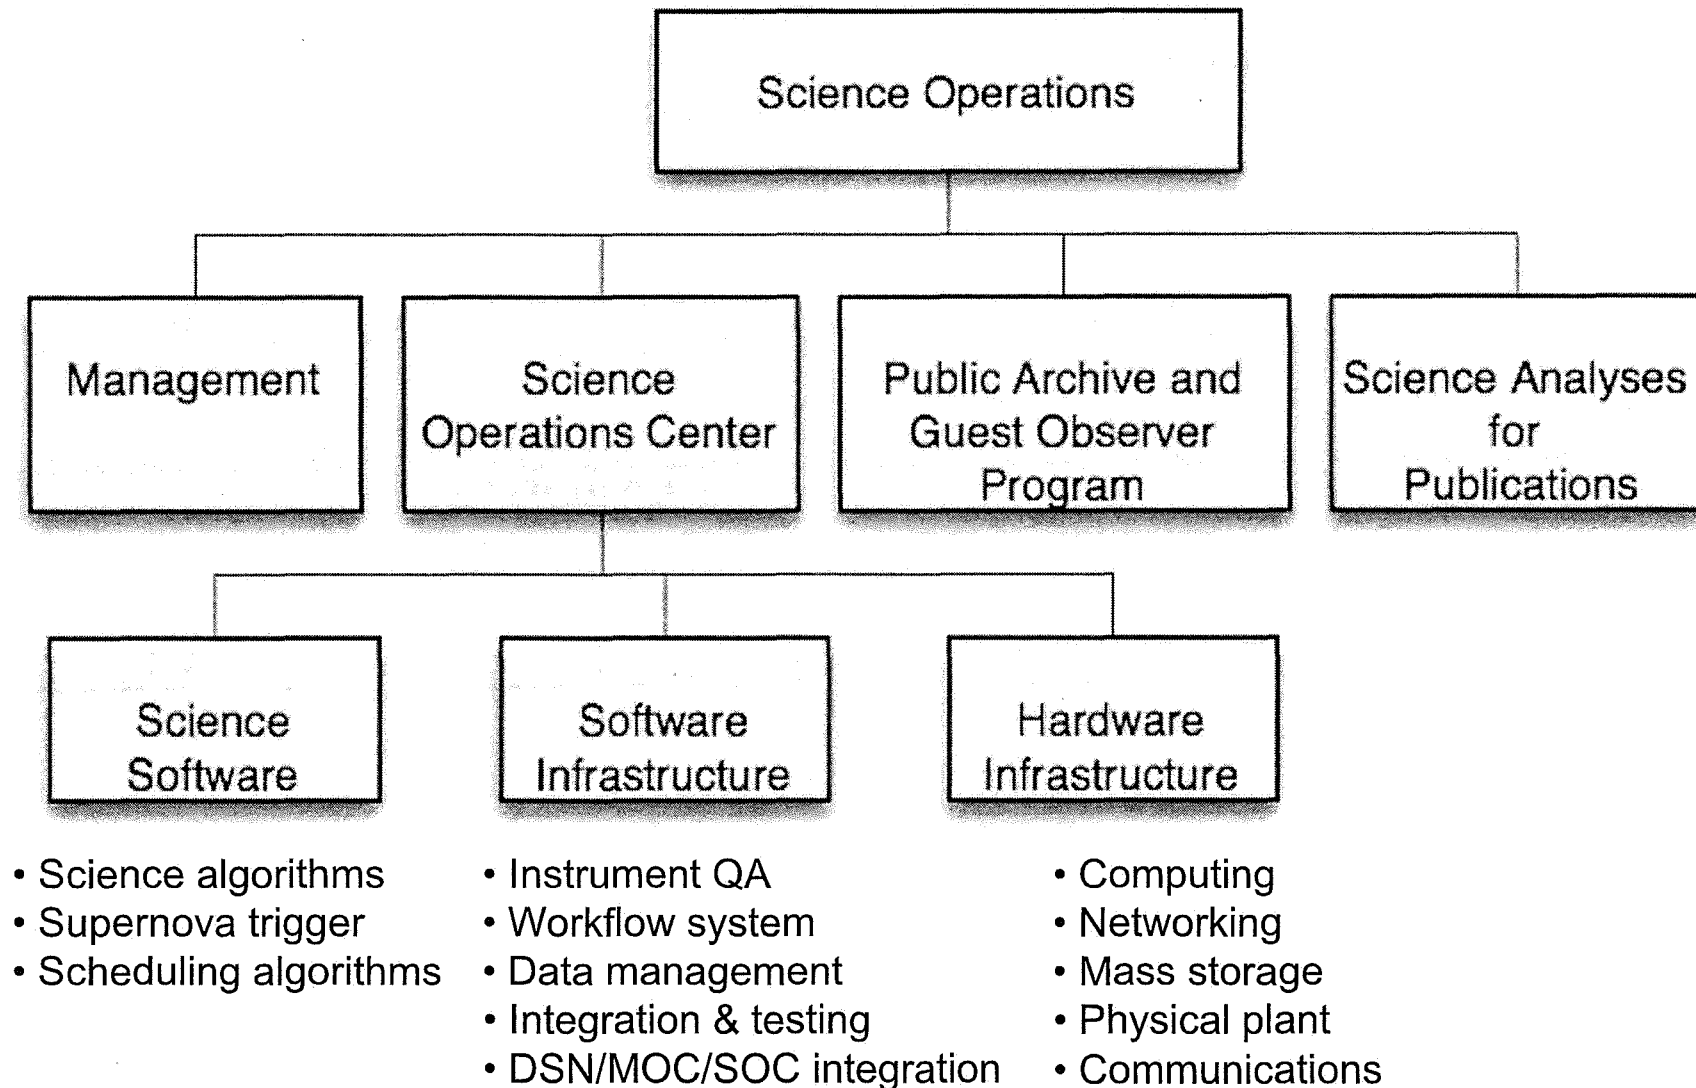 Science Operations
Management
Science
Operations Center
Public Archive and
Guest Observer
Program
Science Analyses
for
Publications
Science
Software
Software
Infrastructure
Hardware
Infrastructure
• Science algorithms
• Supernova trigger
• Scheduling algorithms
• Instrument QA
• Workflow system
• Data management
• Integration & testing
• DSN/MOC/SOC integration
• Computing
• Networking
• Mass storage
• Physical plant
• Communications